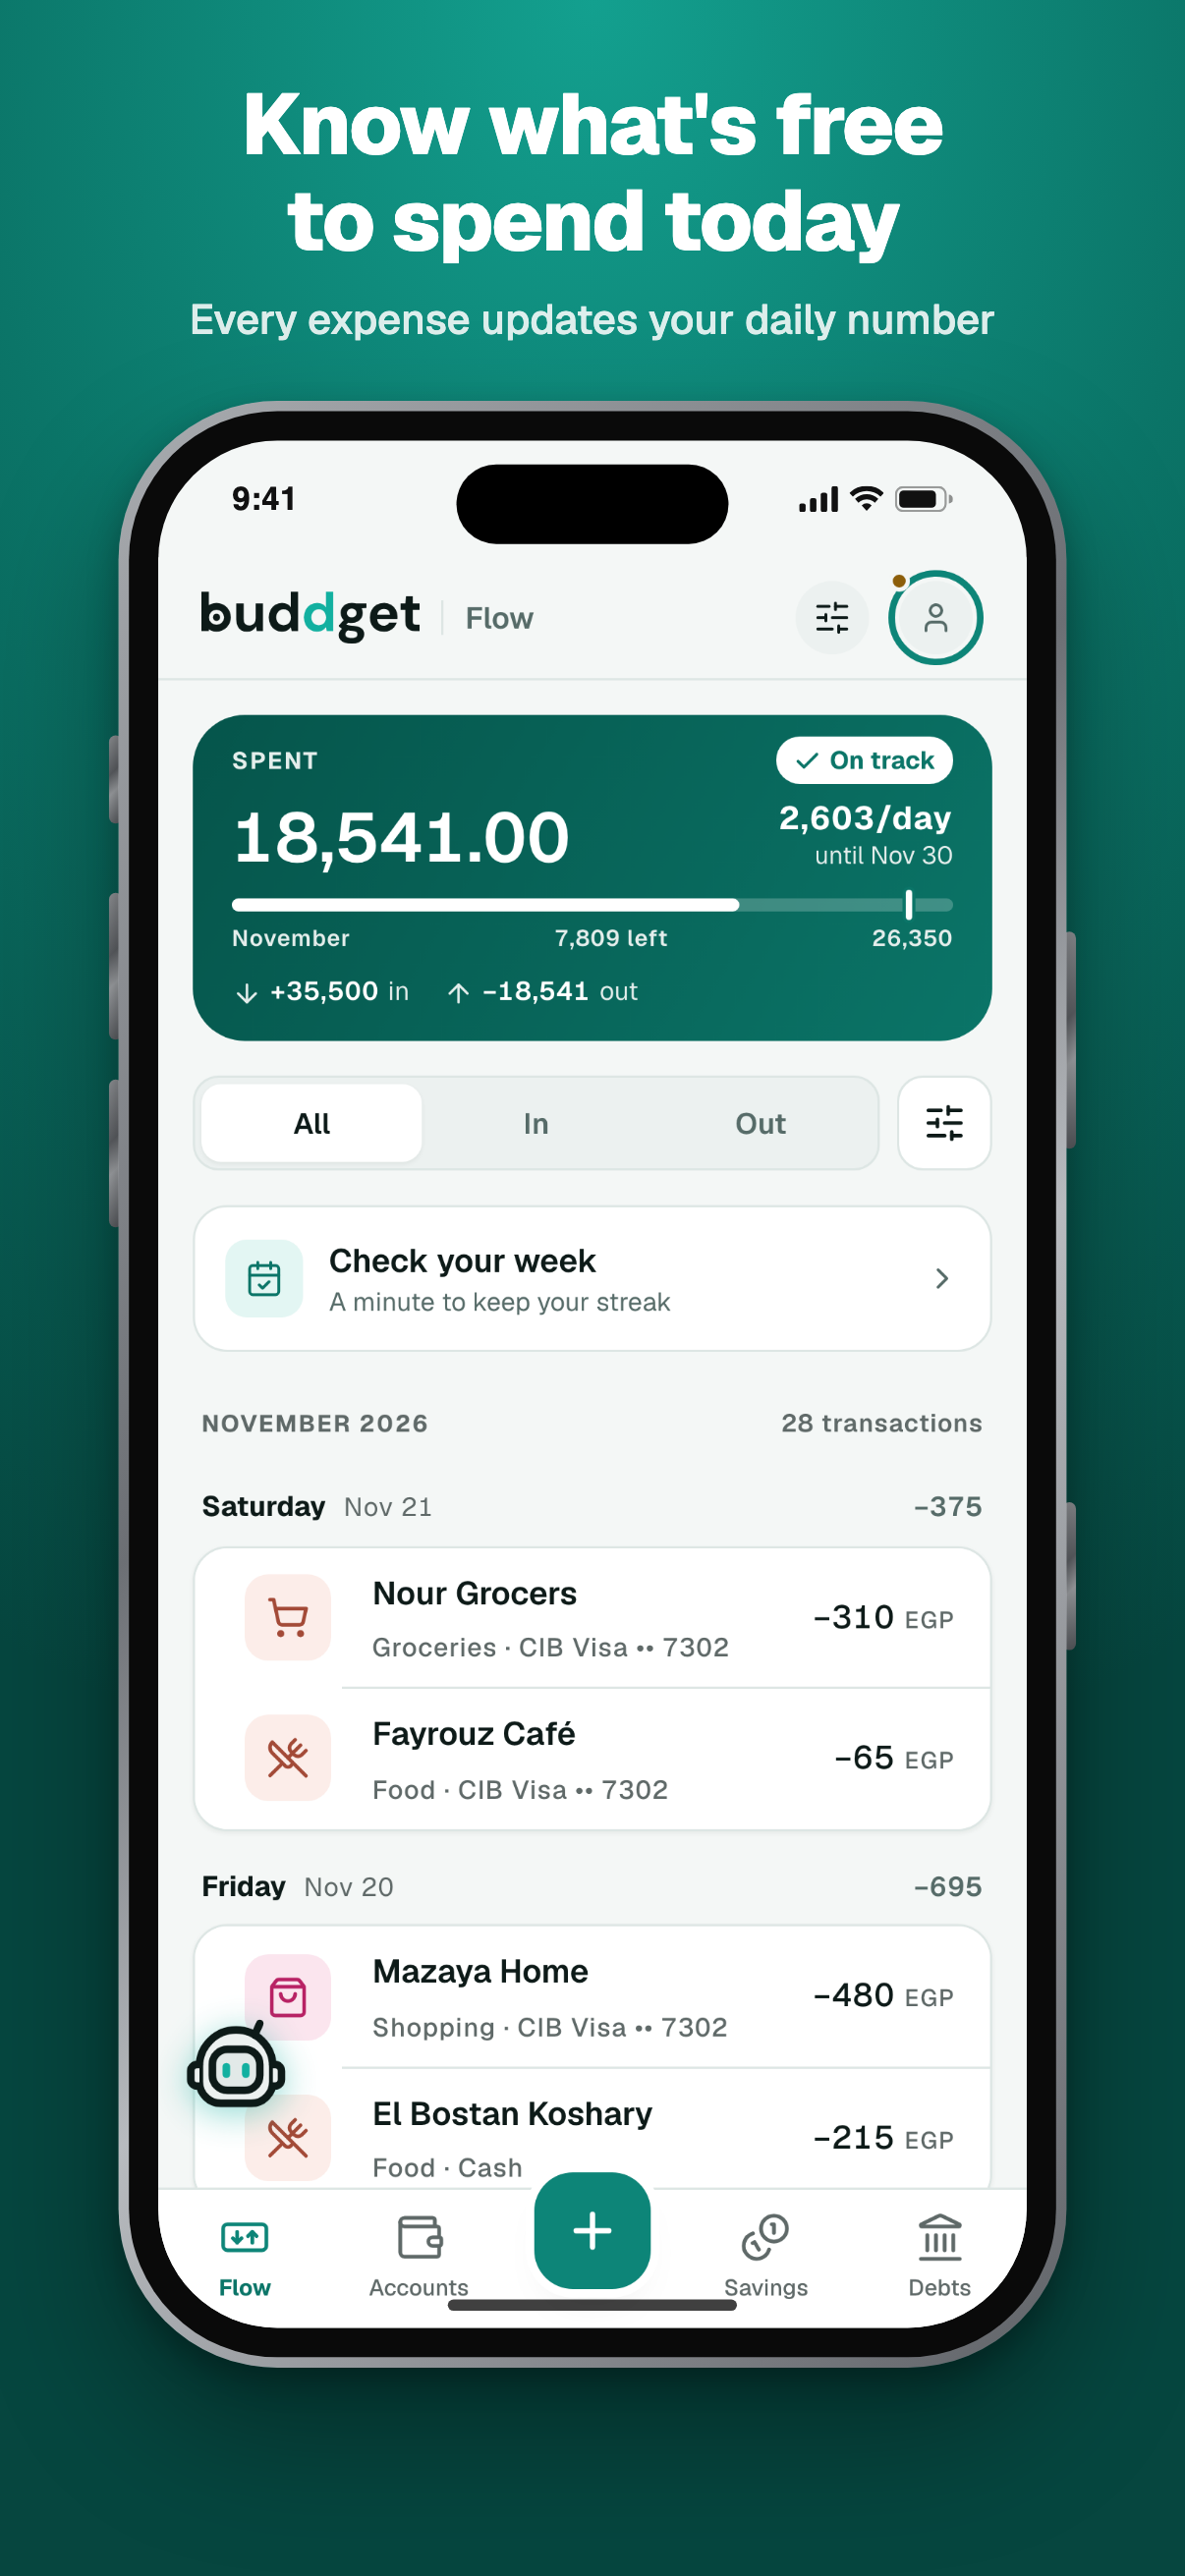 Know what's free
to spend today
Every expense updates your daily number
9:41
buddget | Flow
SPENT
On track
18,541.00
2,603/day
until Nov 30
November 7,809 left 26,350
+35,500 in −18,541 out
All In Out
Check your week
A minute to keep your streak
NOVEMBER 2026 28 transactions
Saturday Nov 21 −375
Nour Grocers
−310 EGP
Groceries · CIB Visa •• 7302
Fayrouz Café
−65 EGP
Food · CIB Visa •• 7302
Friday Nov 20 −695
Mazaya Home
−480 EGP
Shopping · CIB Visa •• 7302
El Bostan Koshary
−215 EGP
Food · Cash
Flow Accounts Savings Debts